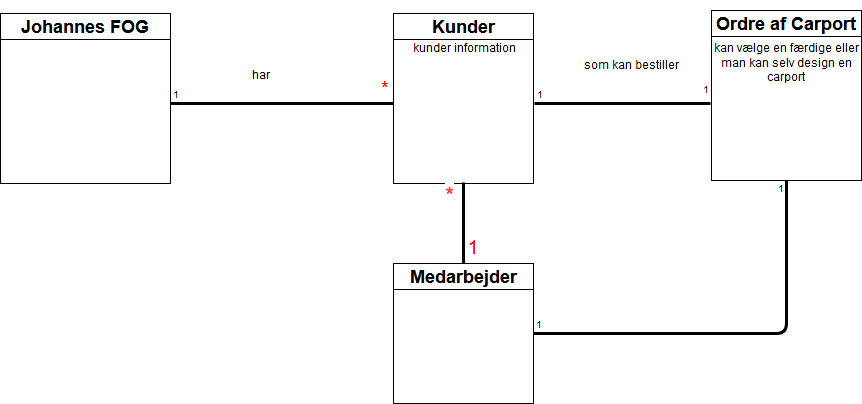 Johannes FOG
Kunder
kunder information
Ordre af Carport
kan vælge en færdige eller
man kan selv design en
carport
har
som kan bestiller
1
*
1
1
*
1
1
Medarbejder
1